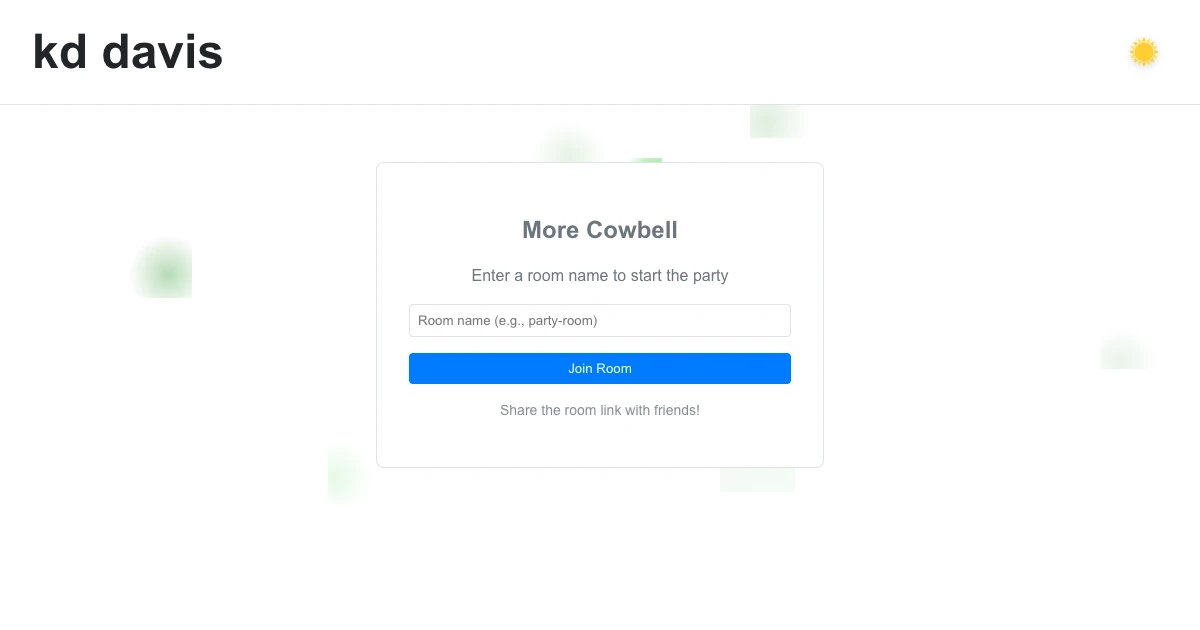 kd davis
More Cowbell
Enter a room name to start the party
Room name (e.g., party-room)
Join Room
Share the room link with friends!